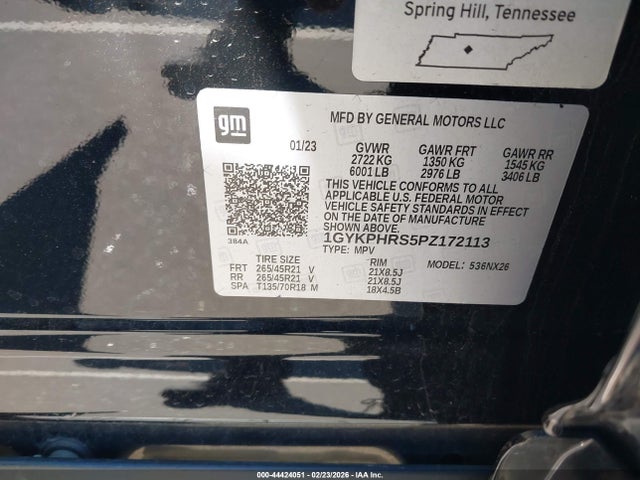 Spring Hill, Tennessee
gm
MFD BY GENERAL MOTORS LLC
01/23 GVWR GAWR FRT GAWR RR
2722 KG 1350 KG 1545 KG
6001 LB 2976 LB 3406 LB
THIS VEHICLE CONFORMS TO ALL
APPLICABLE U.S. FEDERAL MOTOR
VEHICLE SAFETY STANDARDS IN EFFECT
ON THE DATE OF MANUFACTURE
SHOWN ABOVE.
384A
1GYKPHRS5PZ172113
TYPE: MPV MODEL: 536NX26
TIRE SIZE RIM
FRT 265/45R21 V 21X8.5J
RR 265/45R21 V 21X8.5J
SPA T135/70R18 M 18X4.5B
000-44424051 - 02/23/2026 - IAA Inc.